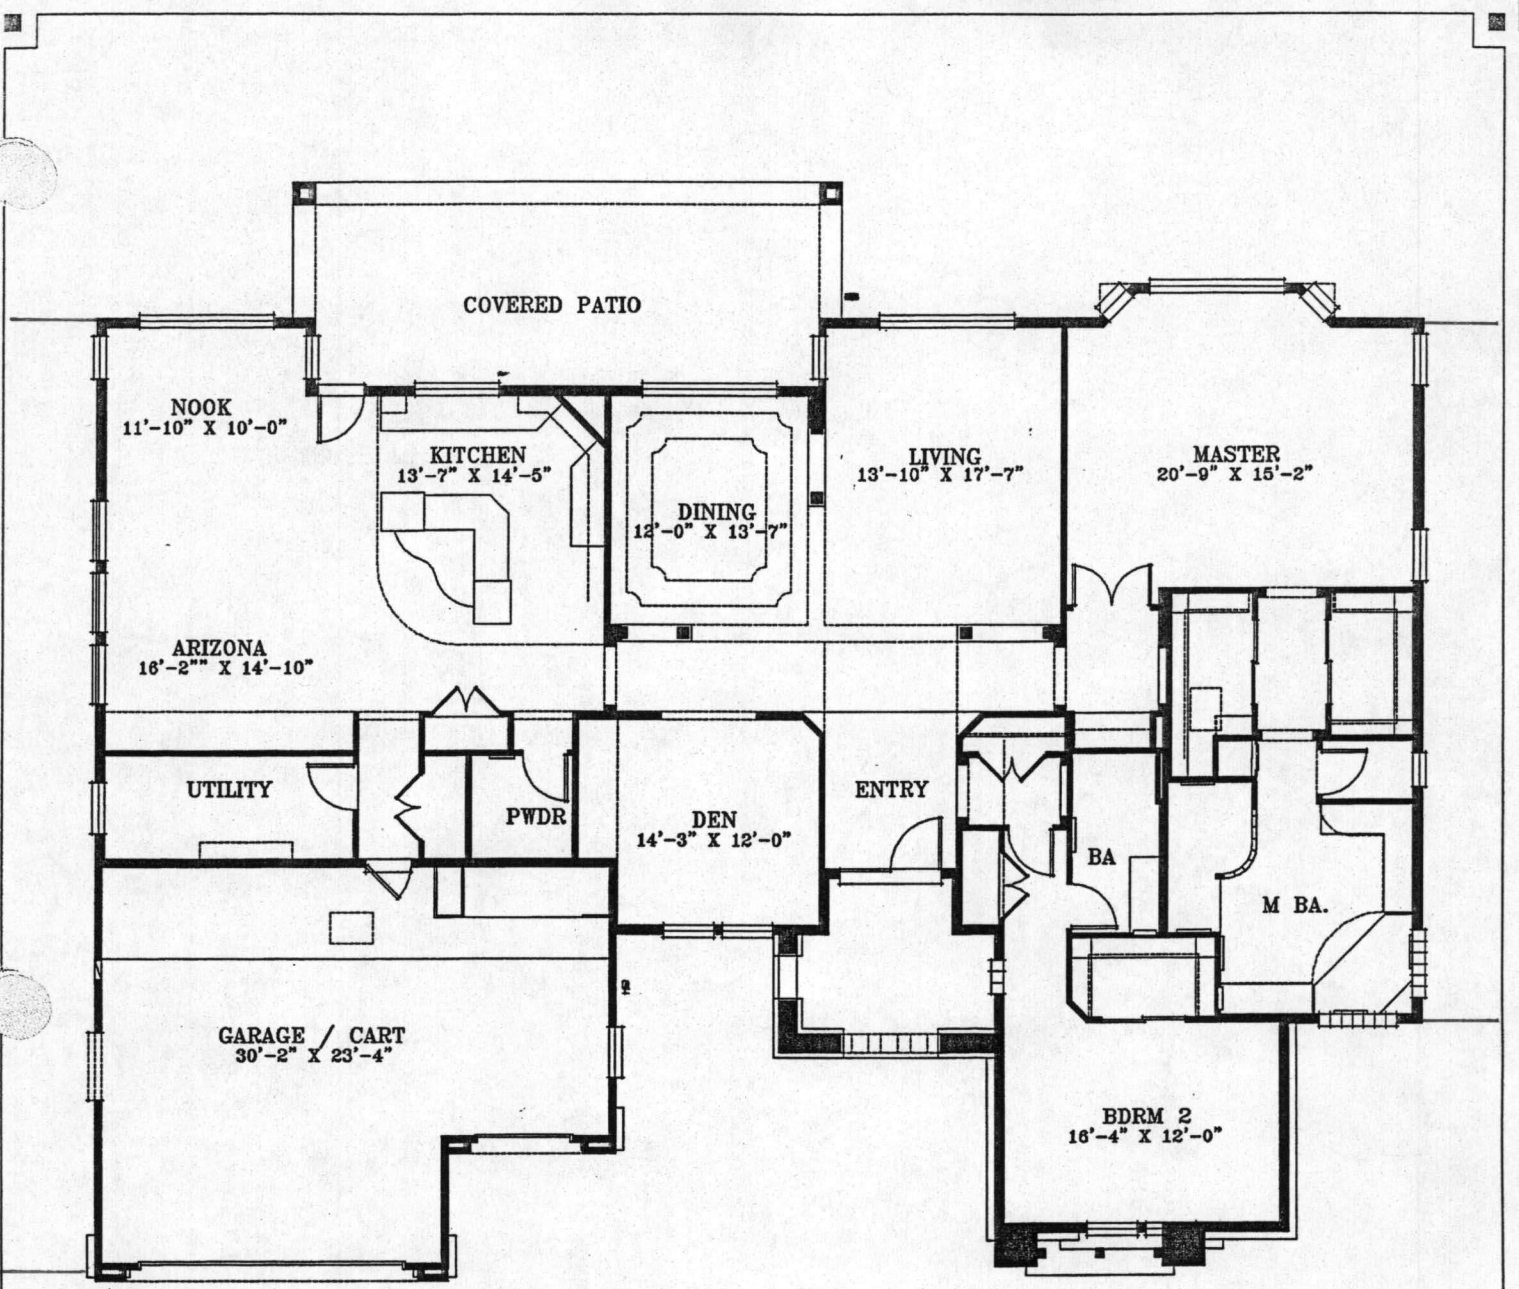 COVERED PATIO
NOOK
11'-10" X 10'-0"
KITCHEN
13'-7" X 14'-5"
DINING
12'-0" X 13'-7"
LIVING
13'-10" X 17'-7"
MASTER
20'-9" X 15'-2"
ARIZONA
16'-2"" X 14'-10"
UTILITY
PWDR
DEN
14'-3" X 12'-0"
ENTRY
BA
M BA.
GARAGE / CART
30'-2" X 23'-4"
BDRM 2
16'-4" X 12'-0"